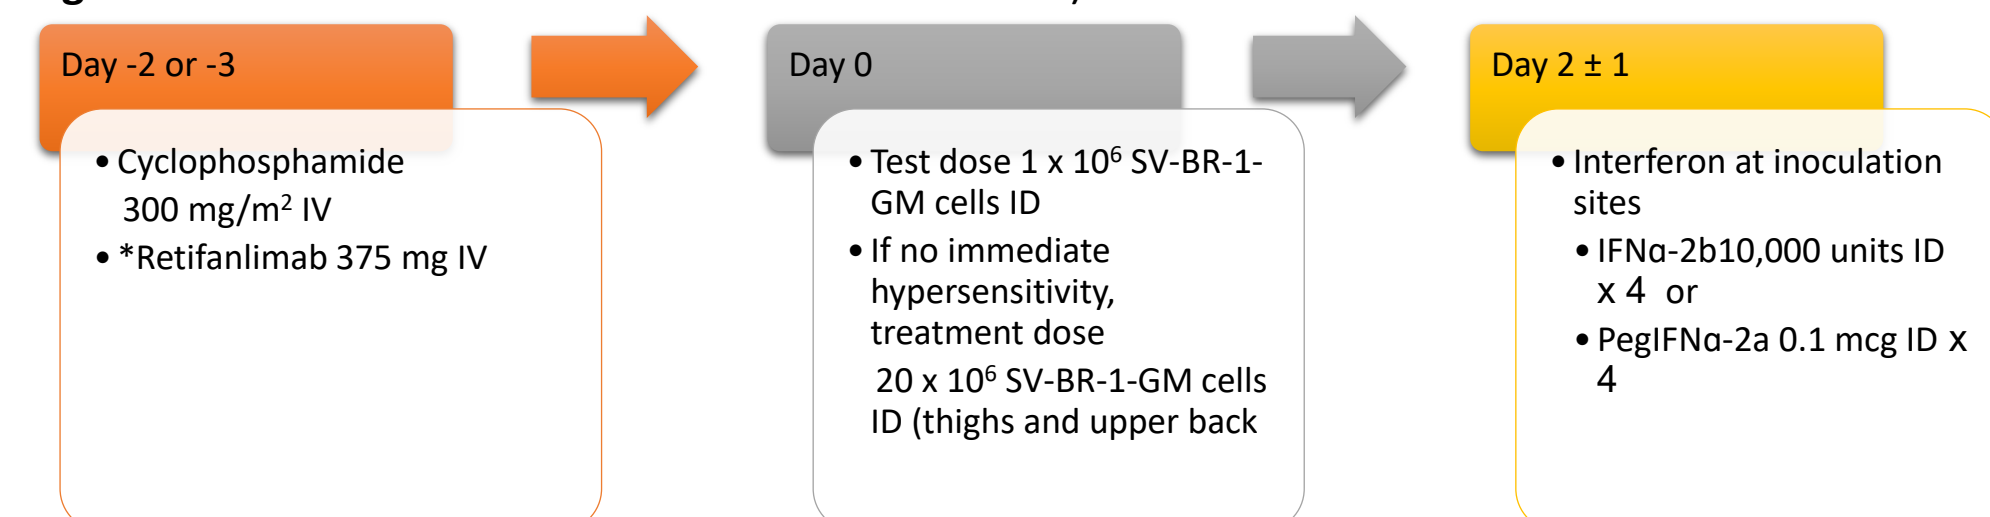 Day -2 or -3
• Cyclophosphamide
300 mg/m² IV
• *Retifanlimab 375 mg IV
Day 0
• Test dose 1 x 10⁶ SV-BR-1-
GM cells ID
• If no immediate
hypersensitivity,
treatment dose
20 x 10⁶ SV-BR-1-GM cells
ID (thighs and upper back
Day 2 ± 1
• Interferon at inoculation
sites
• IFNɑ-2b10,000 units ID
x 4 or
• PegIFNɑ-2a 0.1 mcg ID x
4